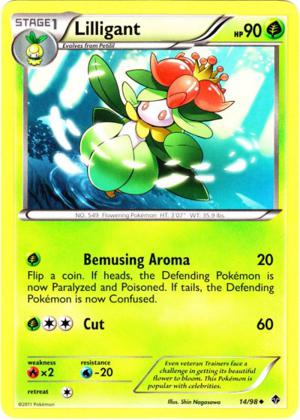 STAGE1
Lilligant
HP 90
Evolves from Petilil
NO. 549 Flowering Pokémon HT: 3'07" WT: 35.9 lbs.
Bemusing Aroma 20
Flip a coin. If heads, the Defending Pokémon is
now Paralyzed and Poisoned. If tails, the Defending
Pokémon is now Confused.
Cut 60
weakness
×2
resistance
-20
retreat
Even veteran Trainers face a
challenge in getting its beautiful
flower to bloom. This Pokémon is
popular with celebrities.
Illus. Shin Nagasawa
14/98
©2011 Pokémon